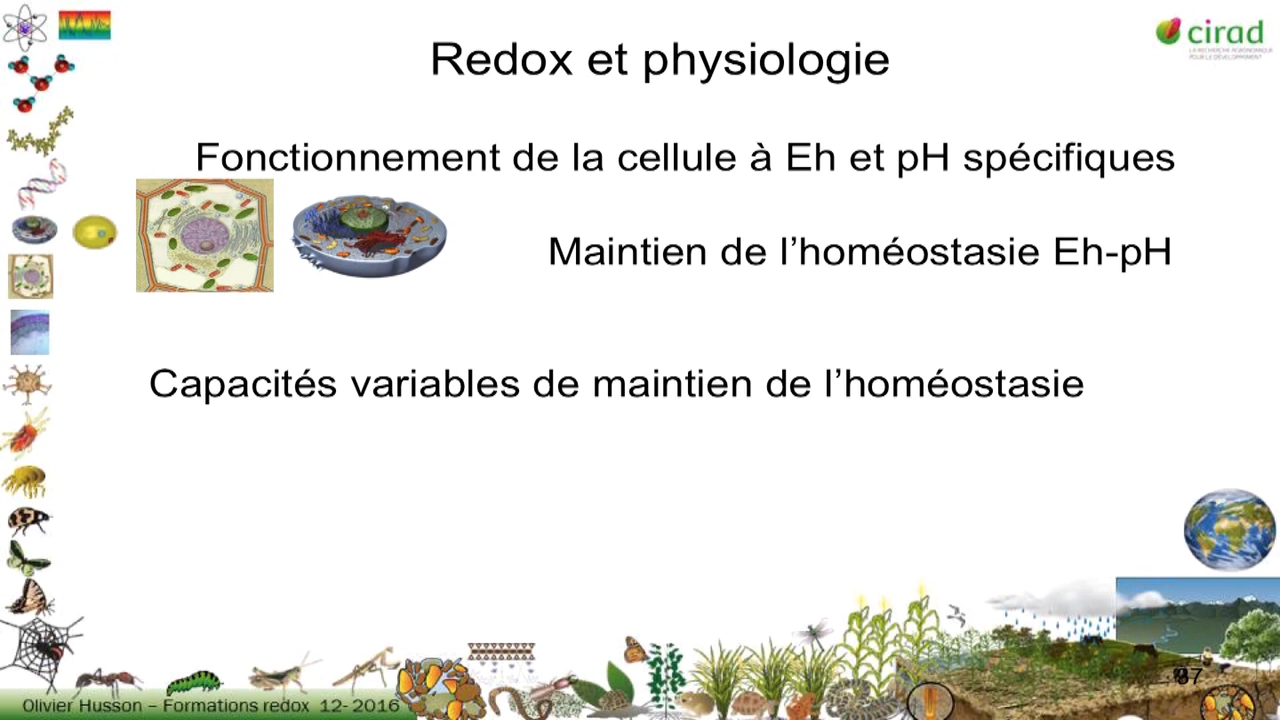 Redox et physiologie
cirad
LA RECHERCHE AGRONOMIQUE
POUR LE DÉVELOPPEMENT
Fonctionnement de la cellule à Eh et pH spécifiques
Maintien de l’homéostasie Eh-pH
Capacités variables de maintien de l’homéostasie
Olivier Husson – Formations redox 12- 2016